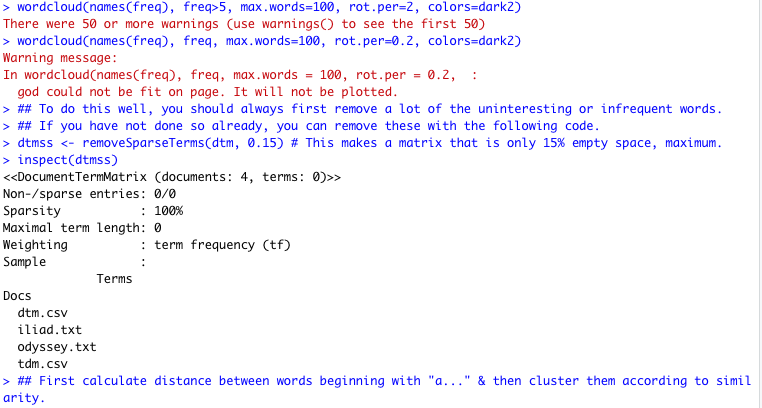 > wordcloud(names(freq), freq>5, max.words=100, rot.per=2, colors=dark2)
There were 50 or more warnings (use warnings() to see the first 50)
> wordcloud(names(freq), freq, max.words=100, rot.per=0.2, colors=dark2)
Warning message:
In wordcloud(names(freq), freq, max.words = 100, rot.per = 0.2,  :
  god could not be fit on page. It will not be plotted.
> ## To do this well, you should always first remove a lot of the uninteresting or infrequent words.
> ## If you have not done so already, you can remove these with the following code.
> dtmss <- removeSparseTerms(dtm, 0.15) # This makes a matrix that is only 15% empty space, maximum.
> inspect(dtmss)
<<DocumentTermMatrix (documents: 4, terms: 0)>>
Non-/sparse entries: 0/0
Sparsity           : 100%
Maximal term length: 0
Weighting          : term frequency (tf)
Sample             :
             Terms
Docs
  dtm.csv
  iliad.txt
  odyssey.txt
  tdm.csv
> ## First calculate distance between words beginning with "a..." & then cluster them according to simil
arity.